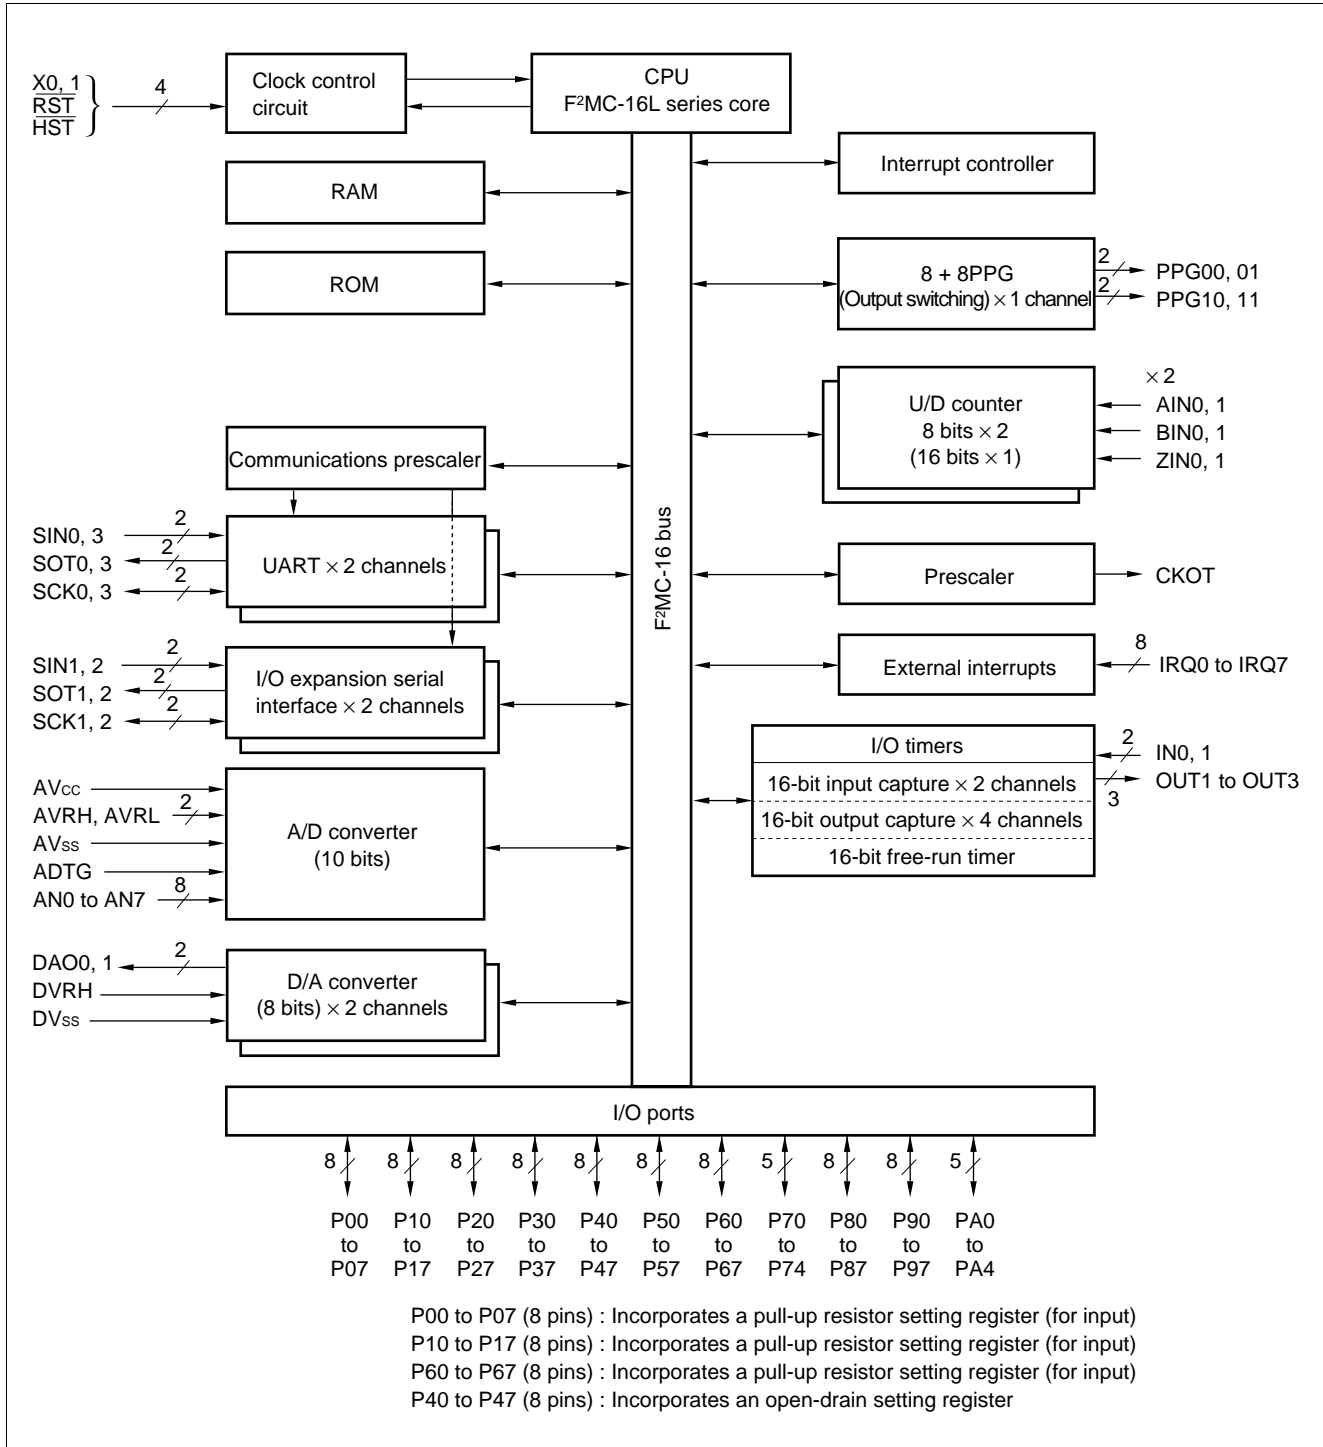 X0, 1
RST
HST
4
Clock control
circuit
CPU
F²MC-16L series core
Interrupt controller
RAM
ROM
8 + 8PPG
(Output switching) × 1 channel
2
PPG00, 01
2
PPG10, 11
× 2
U/D counter
8 bits × 2
(16 bits × 1)
AIN0, 1
BIN0, 1
ZIN0, 1
Communications prescaler
F²MC-16 bus
SIN0, 3
2
SOT0, 3
2
SCK0, 3
2
UART × 2 channels
Prescaler
CKOT
SIN1, 2
2
SOT1, 2
2
SCK1, 2
2
I/O expansion serial
interface × 2 channels
External interrupts
8
IRQ0 to IRQ7
I/O timers
16-bit input capture × 2 channels
16-bit output capture × 4 channels
16-bit free-run timer
2
IN0, 1
OUT1 to OUT3
3
AVCC
AVRH, AVRL
2
AVSS
ADTG
AN0 to AN7
8
A/D converter
(10 bits)
DAO0, 1
2
DVRH
DVSS
D/A converter
(8 bits) × 2 channels
I/O ports
8 8 8 8 8 8 8 5 8 8 5
P00 P10 P20 P30 P40 P50 P60 P70 P80 P90 PA0
to to to to to to to to to to to
P07 P17 P27 P37 P47 P57 P67 P74 P87 P97 PA4
P00 to P07 (8 pins) : Incorporates a pull-up resistor setting register (for input)
P10 to P17 (8 pins) : Incorporates a pull-up resistor setting register (for input)
P60 to P67 (8 pins) : Incorporates a pull-up resistor setting register (for input)
P40 to P47 (8 pins) : Incorporates an open-drain setting register